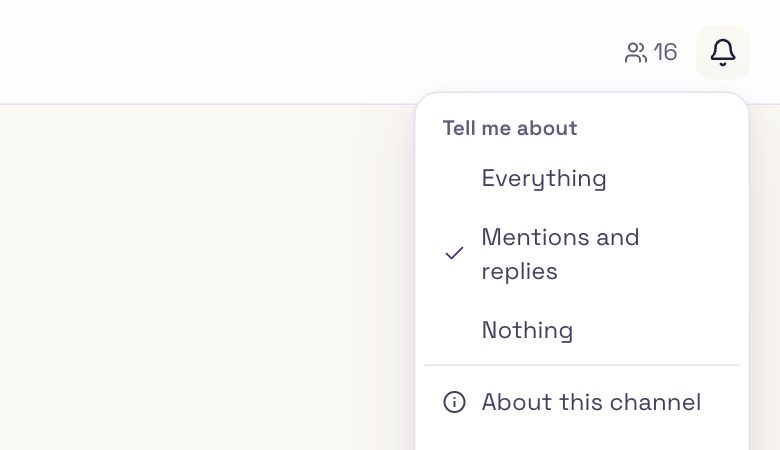 16
Tell me about
Everything
Mentions and
replies
Nothing
About this channel